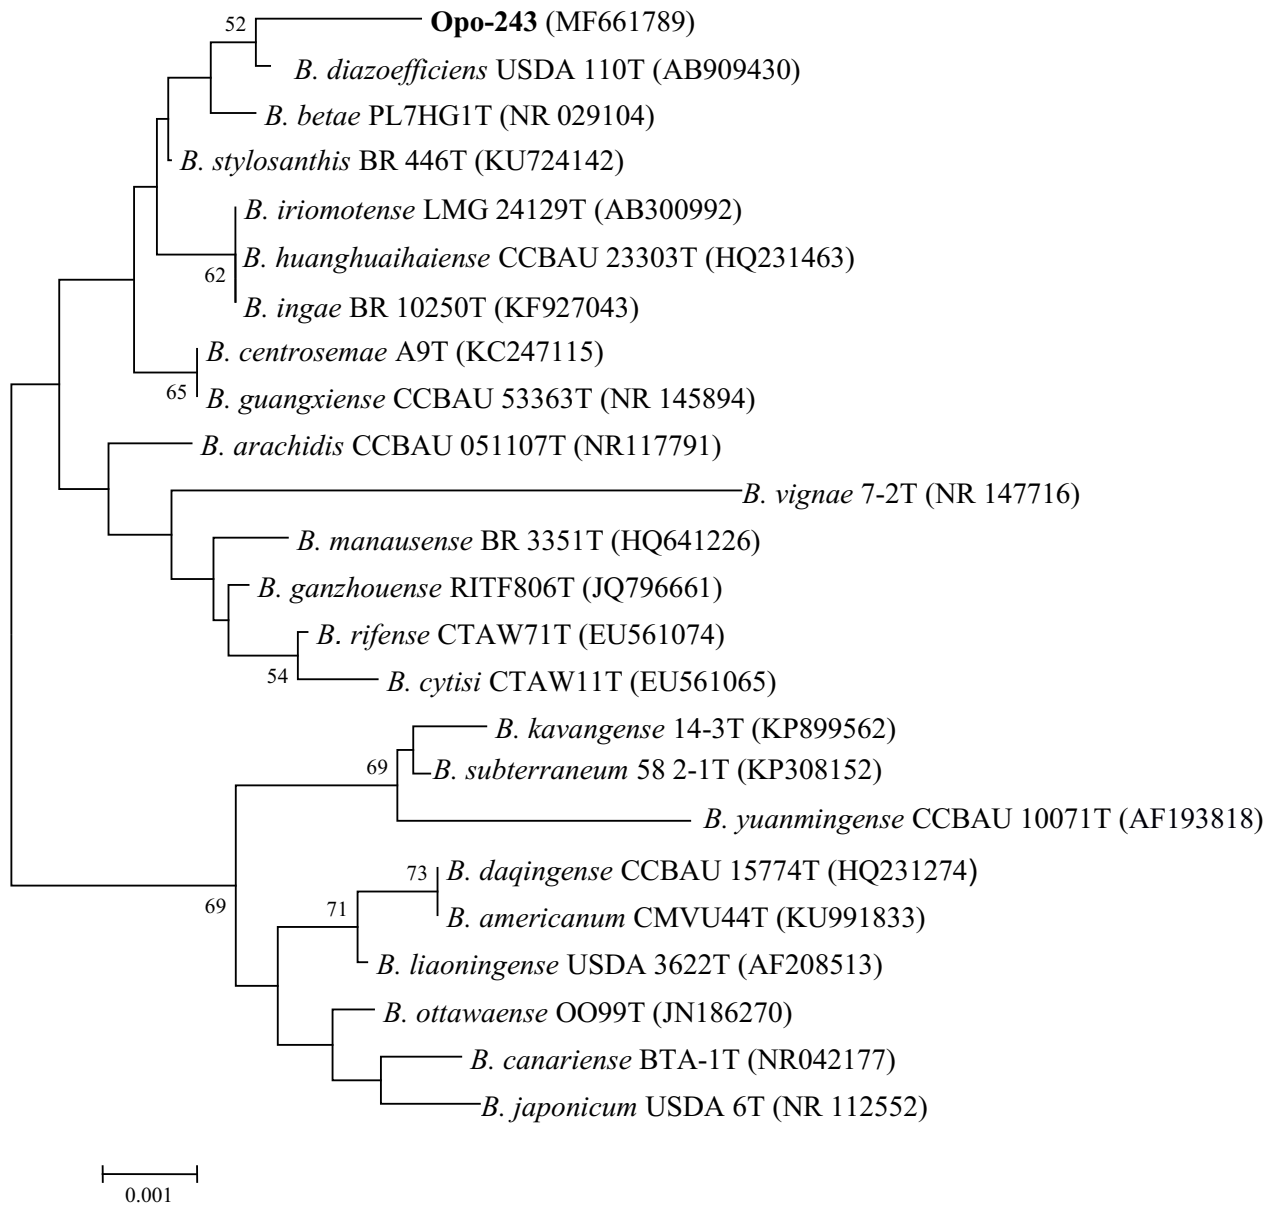 52
Opo-243 (MF661789)
B. diazoefficiens USDA 110T (AB909430)
B. betae PL7HG1T (NR 029104)
B. stylosanthis BR 446T (KU724142)
B. iriomotense LMG 24129T (AB300992)
B. huanghuaihaiense CCBAU 23303T (HQ231463)
62
B. ingae BR 10250T (KF927043)
B. centrosemae A9T (KC247115)
65
B. guangxiense CCBAU 53363T (NR 145894)
B. arachidis CCBAU 051107T (NR117791)
B. vignae 7-2T (NR 147716)
B. manausense BR 3351T (HQ641226)
B. ganzhouense RITF806T (JQ796661)
B. rifense CTAW71T (EU561074)
54
B. cytisi CTAW11T (EU561065)
B. kavangense 14-3T (KP899562)
69
B. subterraneum 58 2-1T (KP308152)
B. yuanmingense CCBAU 10071T (AF193818)
73
B. daqingense CCBAU 15774T (HQ231274)
69
71
B. americanum CMVU44T (KU991833)
B. liaoningense USDA 3622T (AF208513)
B. ottawaense OO99T (JN186270)
B. canariense BTA-1T (NR042177)
B. japonicum USDA 6T (NR 112552)
0.001